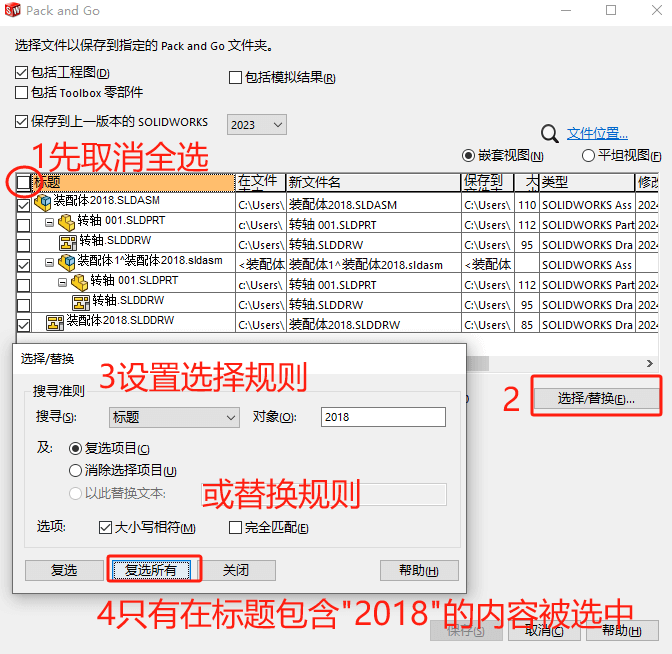 Pack and Go
选择文件以保存到指定的 Pack and Go 文件夹。
包括工程图(D)
包括模拟结果(R)
包括 Toolbox 零部件
保存到上一版本的 SOLIDWORKS 2023
文件位置...
1先取消全选
嵌套视图(N) 平坦视图(F)
标题 在文件 新文件名 保存到 大 类型 修改
装配体2018.SLDASM C:\Users\ 装配体2018.SLDASM C:\Users\ 110 SOLIDWORKS Ass 2024
转轴 001.SLDPRT C:\Users\ 转轴 001.SLDPRT C:\Users\ 112 SOLIDWORKS Part 2024
转轴.SLDDRW C:\Users\ 转轴.SLDDRW C:\Users\ 95 SOLIDWORKS Dra 2024
装配体1^装配体2018.sldasm <装配体 装配体1^装配体2018.sldasm <装配体 SOLIDWORKS Ass
转轴 001.SLDPRT C:\Users\ 转轴 001.SLDPRT C:\Users\ 112 SOLIDWORKS Part 2024
转轴.SLDDRW C:\Users\ 转轴.SLDDRW C:\Users\ 95 SOLIDWORKS Dra 2024
装配体2018.SLDDRW C:\Users\ 装配体2018.SLDDRW C:\Users\ 85 SOLIDWORKS Dra 2024
选择/替换
3设置选择规则
搜寻准则
2 选择/替换(E)...
搜寻(S): 标题 对象(O): 2018
及: 复选项目(C)
消除选择项目(U)
以此替换文本:
或替换规则
选项: 大小写相符(M) 完全匹配(E)
复选 复选所有 关闭 帮助(H)
4只有在标题包含"2018"的内容被选中
保存(S) 取消(C) 帮助(H)